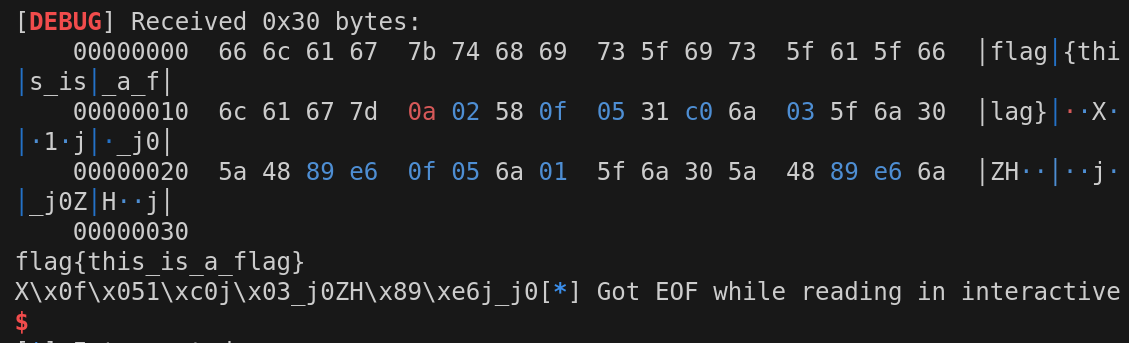 [DEBUG] Received 0x30 bytes:
    00000000  66 6c 61 67  7b 74 68 69  73 5f 69 73  5f 61 5f 66  │flag│{thi
│s_is│_a_f│
    00000010  6c 61 67 7d  0a 02 58 0f  05 31 c0 6a  03 5f 6a 30  │lag}│··X·
│·1·j│·_j0│
    00000020  5a 48 89 e6  0f 05 6a 01  5f 6a 30 5a  48 89 e6 6a  │ZH··│··j·
│_j0Z│H··j│
    00000030
flag{this_is_a_flag}
X\x0f\x051\xc0j\x03_j0ZH\x89\xe6j_j0[*] Got EOF while reading in interactive
$